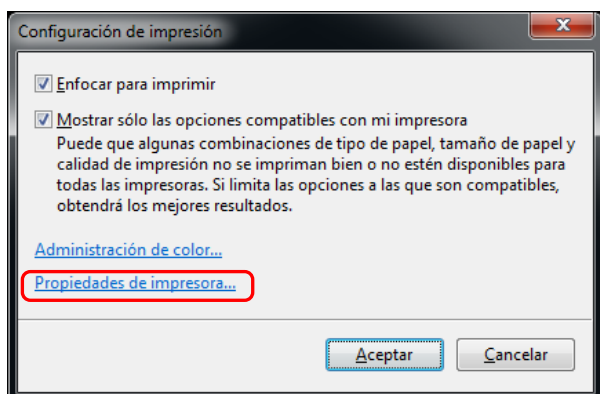 Configuración de impresión
Enfocar para imprimir
Mostrar sólo las opciones compatibles con mi impresora
Puede que algunas combinaciones de tipo de papel, tamaño de papel y
calidad de impresión no se impriman bien o no estén disponibles para
todas las impresoras. Si limita las opciones a las que son compatibles,
obtendrá los mejores resultados.
Administración de color...
Propiedades de impresora...
Aceptar Cancelar